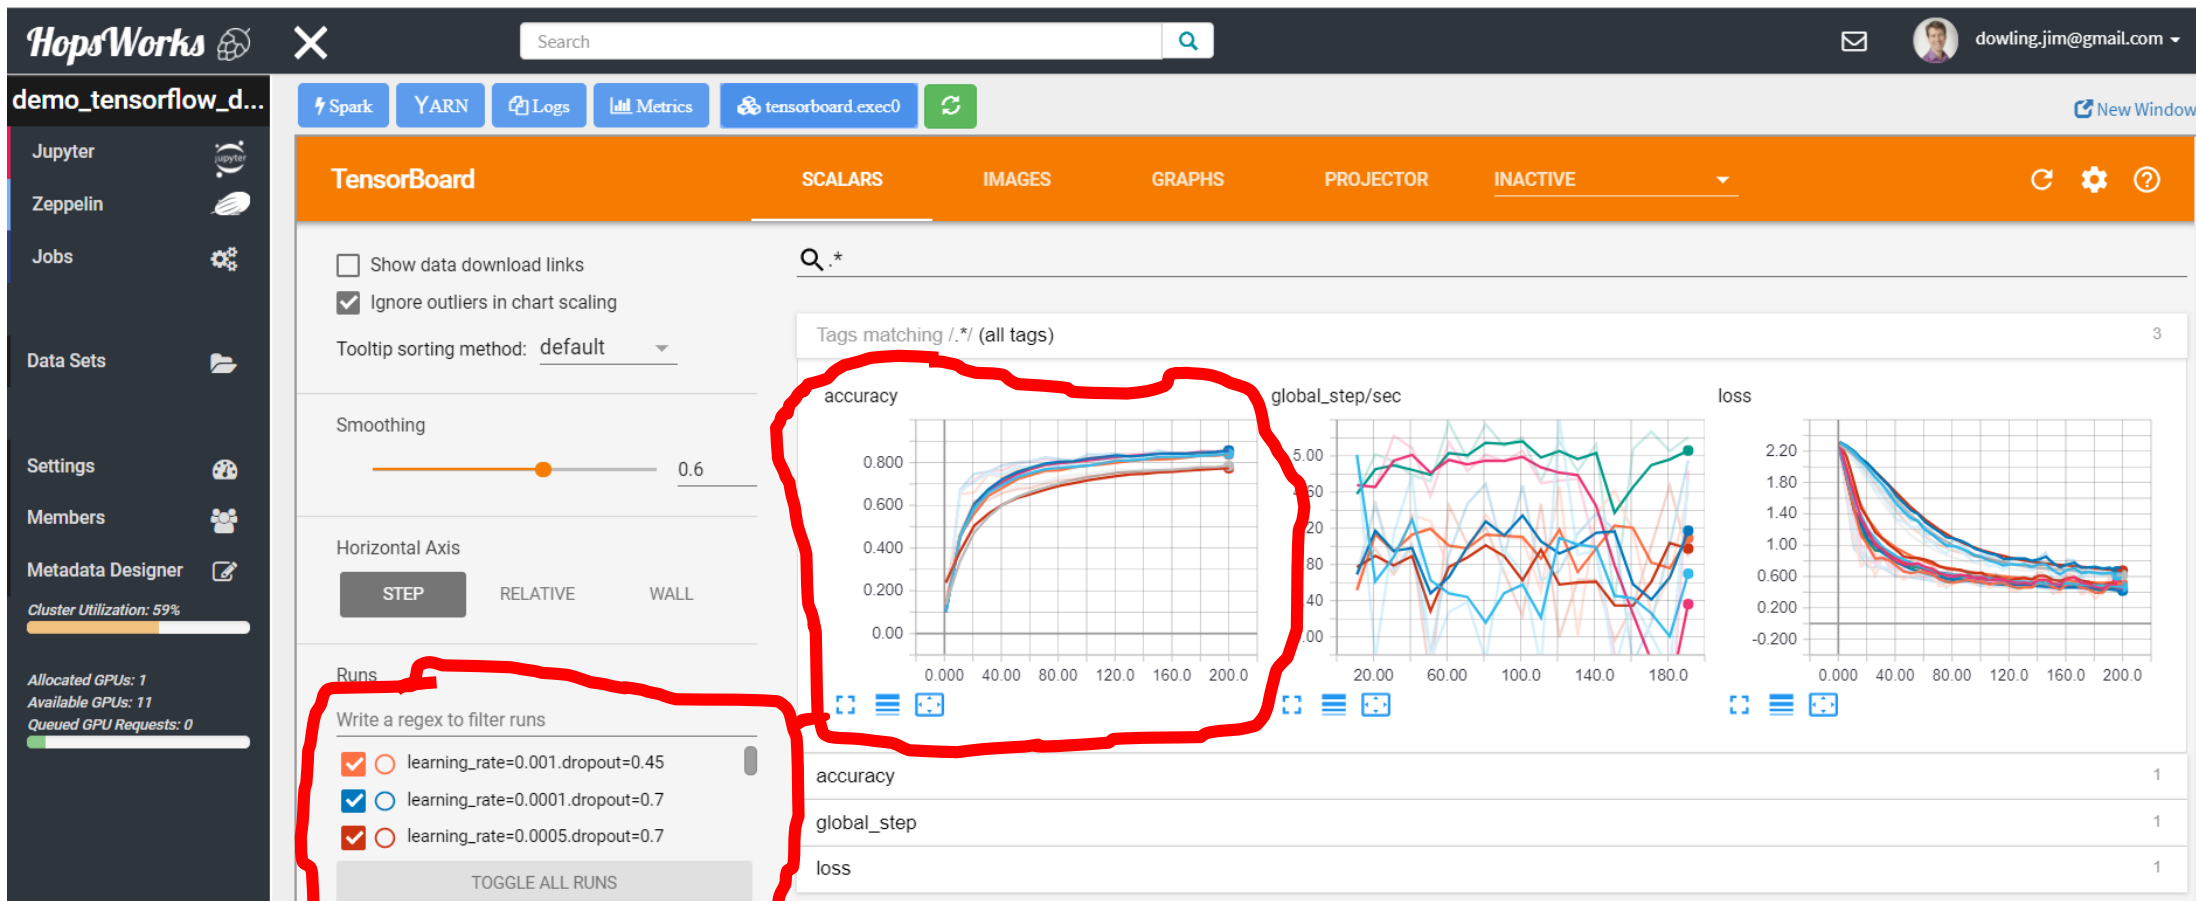 HopsWorks
Search
dowling.jim@gmail.com
demo_tensorflow_d...
Spark
YARN
Logs
Metrics
tensorboard.exec0
New Window
Jupyter
jupyter
Zeppelin
Jobs
Data Sets
Settings
Members
Metadata Designer
Cluster Utilization: 59%
Allocated GPUs: 1
Available GPUs: 11
Queued GPU Requests: 0
TensorBoard
SCALARS
IMAGES
GRAPHS
PROJECTOR
INACTIVE
Show data download links
Ignore outliers in chart scaling
Tooltip sorting method: default
Smoothing
0.6
Horizontal Axis
STEP
RELATIVE
WALL
Runs
Write a regex to filter runs
learning_rate=0.001.dropout=0.45
learning_rate=0.0001.dropout=0.7
learning_rate=0.0005.dropout=0.7
TOGGLE ALL RUNS
.*
Tags matching /.*/ (all tags)
3
accuracy
0.800
0.600
0.400
0.200
0.00
0.000 40.00 80.00 120.0 160.0 200.0
global_step/sec
5.00
60
20
80
40
00
20.00 60.00 100.0 140.0 180.0
loss
2.20
1.80
1.40
1.00
0.600
0.200
-0.200
0.000 40.00 80.00 120.0 160.0 200.0
accuracy
1
global_step
1
loss
1